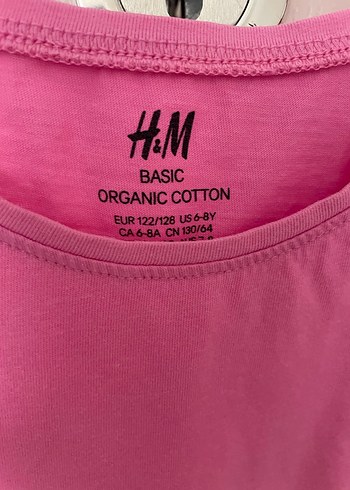 H&M
BASIC
ORGANIC COTTON
EUR 122/128 US 6-8Y
CA 6-8A CN 130/64